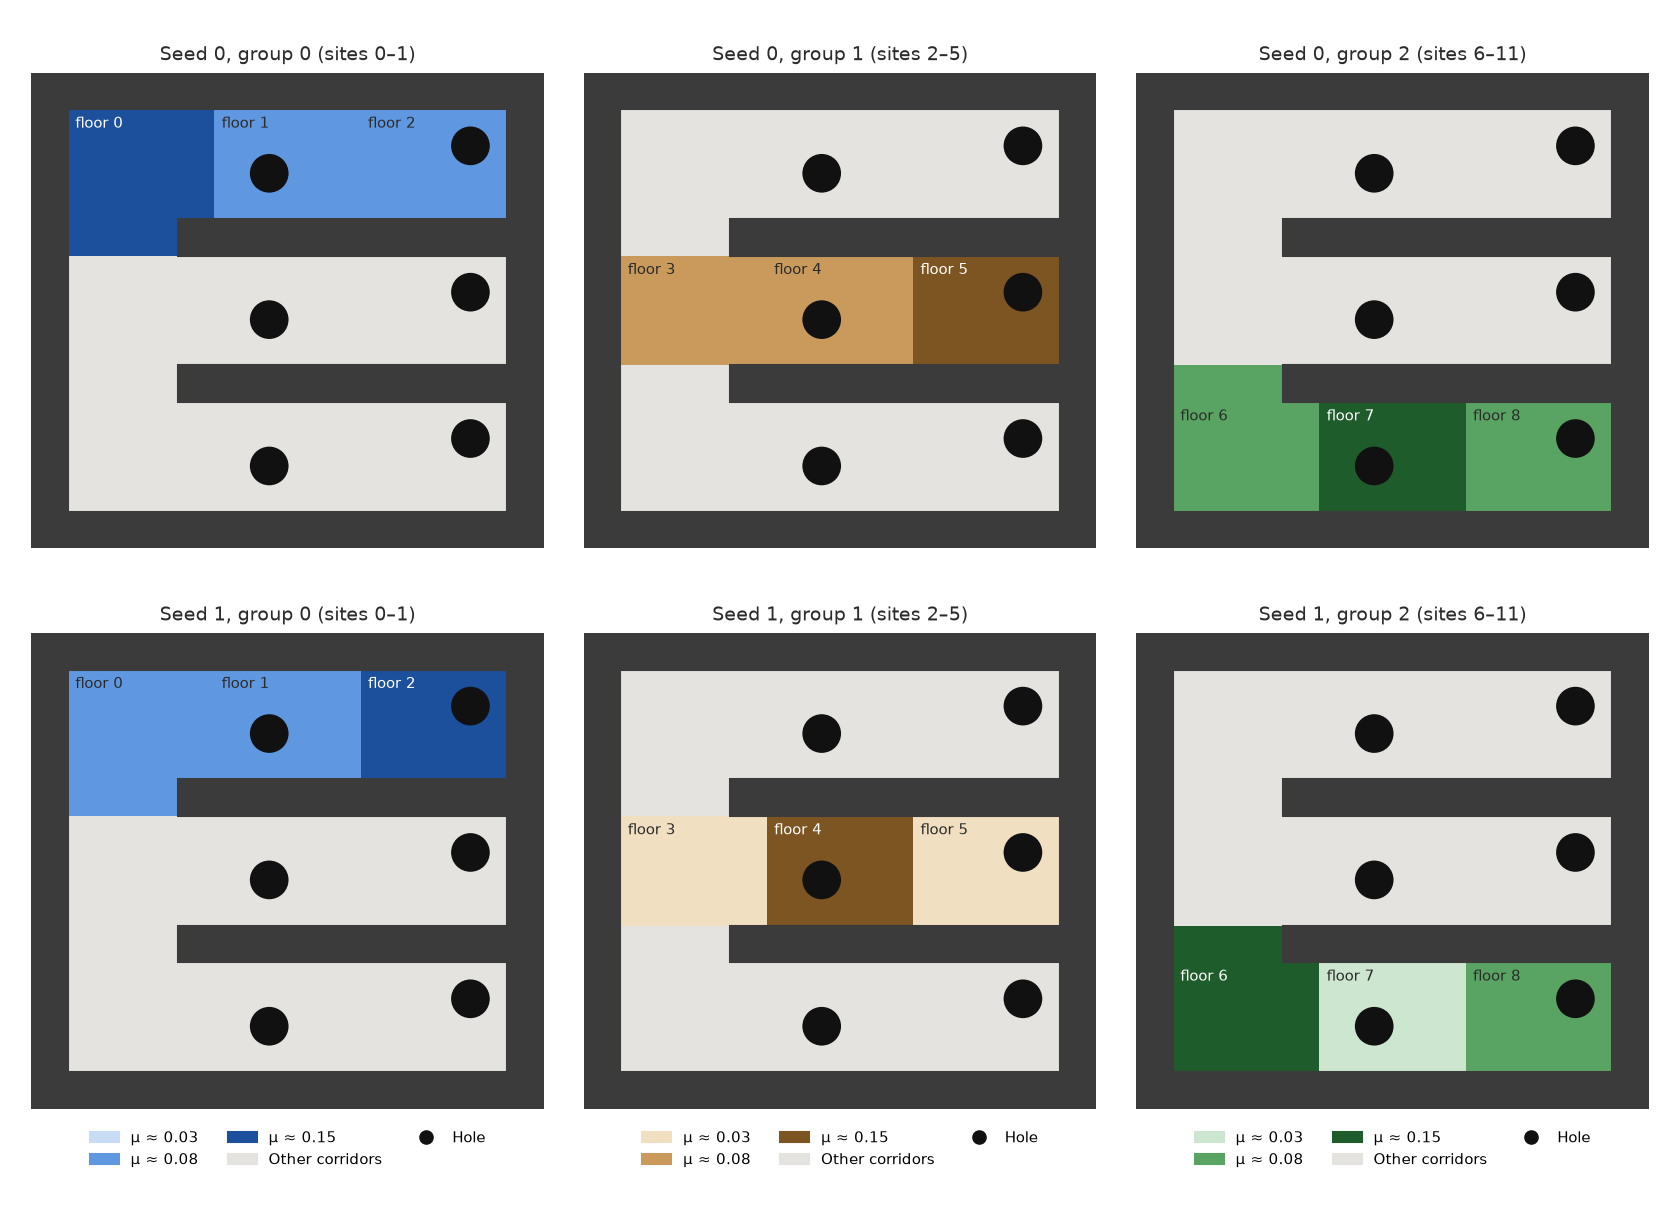 Seed 0, group 0 (sites 0–1)
Seed 0, group 1 (sites 2–5)
Seed 0, group 2 (sites 6–11)
floor 0
floor 1
floor 2
floor 3
floor 4
floor 5
floor 6
floor 7
floor 8
Seed 1, group 0 (sites 0–1)
Seed 1, group 1 (sites 2–5)
Seed 1, group 2 (sites 6–11)
floor 0
floor 1
floor 2
floor 3
floor 4
floor 5
floor 6
floor 7
floor 8
μ ≈ 0.03
μ ≈ 0.08
μ ≈ 0.15
Other corridors
Hole
μ ≈ 0.03
μ ≈ 0.08
μ ≈ 0.15
Other corridors
Hole
μ ≈ 0.03
μ ≈ 0.08
μ ≈ 0.15
Other corridors
Hole